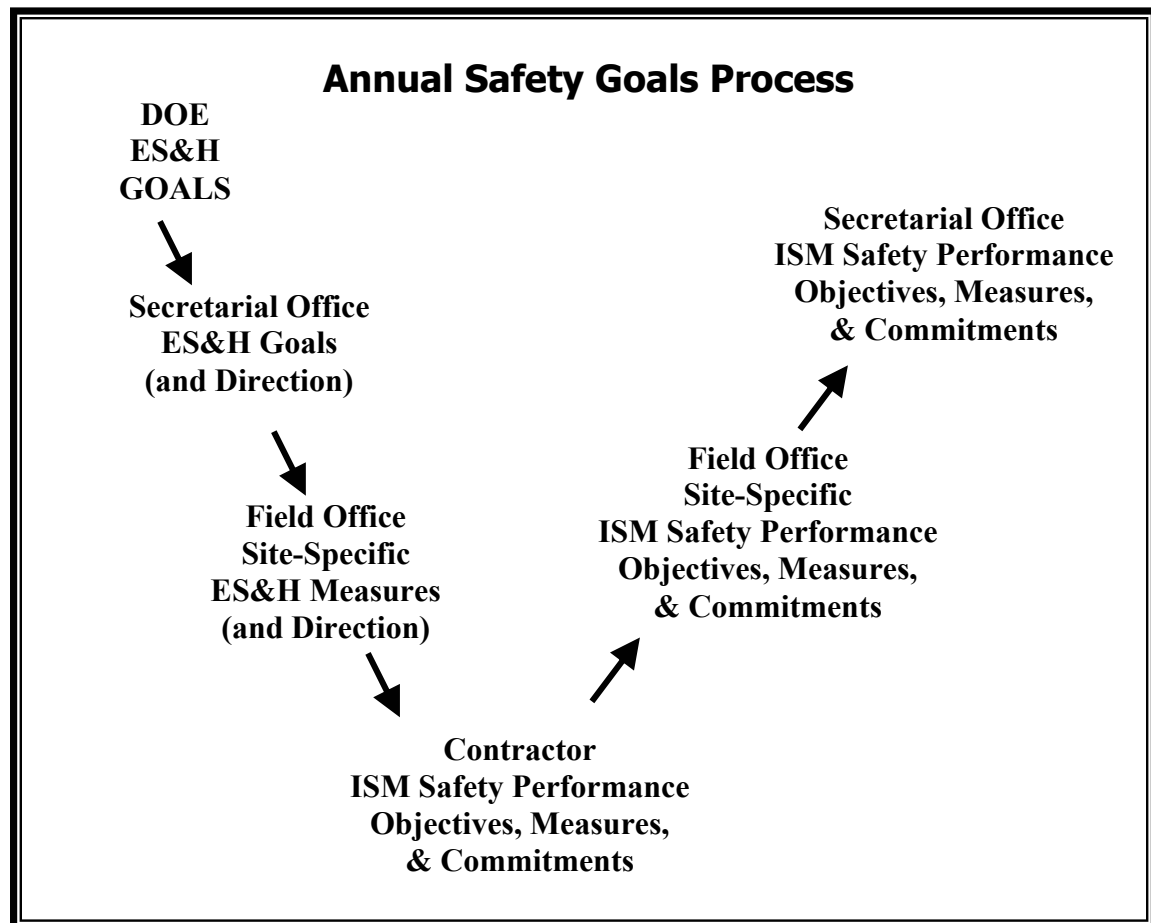 Annual Safety Goals Process
DOE
ES&H
GOALS
Secretarial Office
ES&H Goals
(and Direction)
Field Office
Site-Specific
ES&H Measures
(and Direction)
Contractor
ISM Safety Performance
Objectives, Measures,
& Commitments
Field Office
Site-Specific
ISM Safety Performance
Objectives, Measures,
& Commitments
Secretarial Office
ISM Safety Performance
Objectives, Measures,
& Commitments